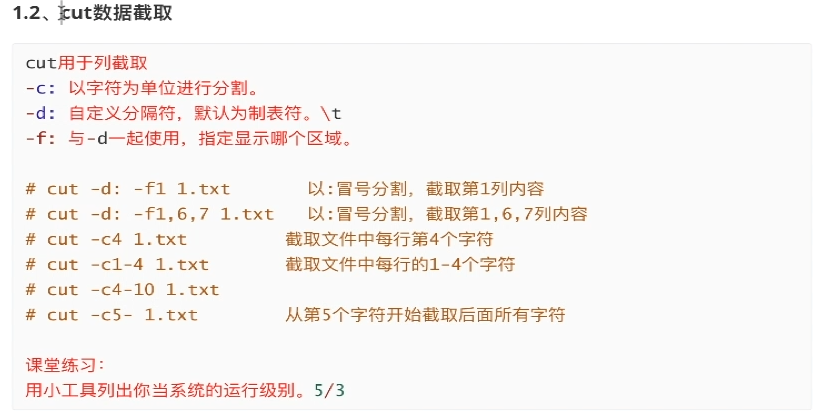 1.2、cut数据截取
cut用于列截取
-c: 以字符为单位进行分割。
-d: 自定义分隔符，默认为制表符。\t
-f: 与-d一起使用，指定显示哪个区域。
# cut -d: -f1 1.txt 以:冒号分割，截取第1列内容
# cut -d: -f1,6,7 1.txt 以:冒号分割，截取第1,6,7列内容
# cut -c4 1.txt 截取文件中每行第4个字符
# cut -c1-4 1.txt 截取文件中每行的1-4个字符
# cut -c4-10 1.txt
# cut -c5- 1.txt 从第5个字符开始截取后面所有字符
课堂练习:
用小工具列出你当系统的运行级别。5/3